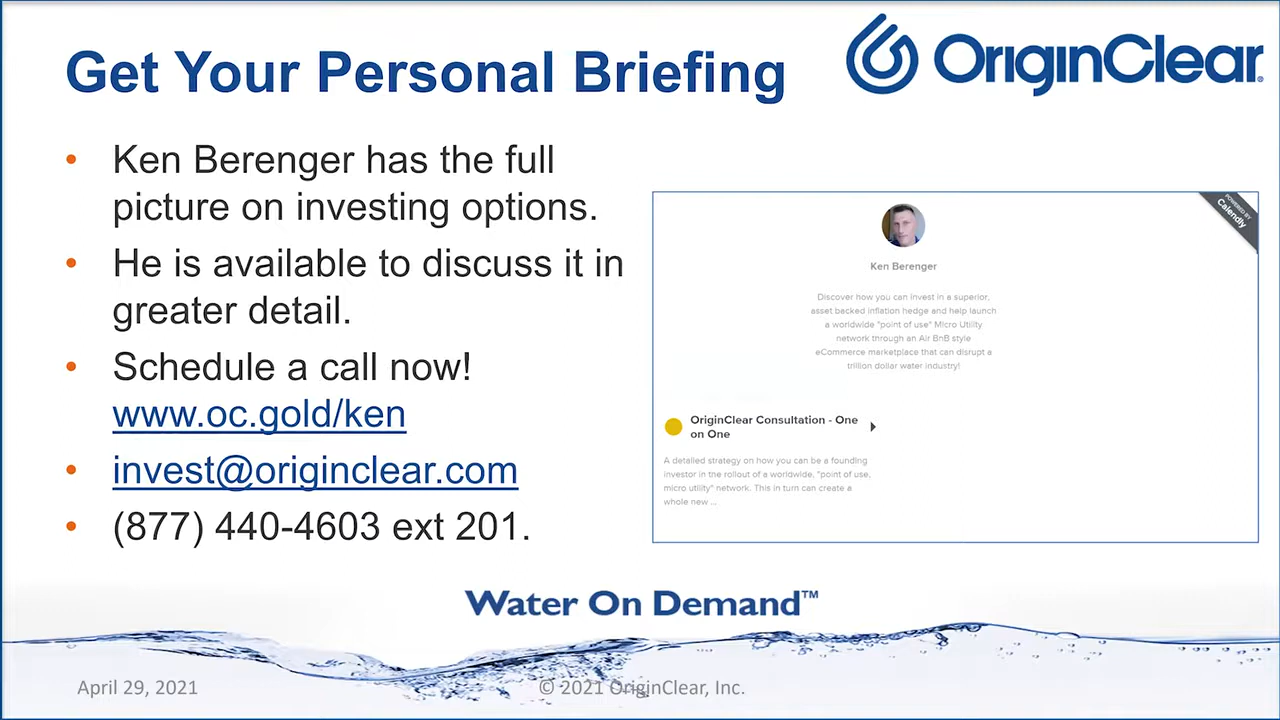 Get Your Personal Briefing
OriginClear®
• Ken Berenger has the full
picture on investing options.
• He is available to discuss it in
greater detail.
• Schedule a call now!
www.oc.gold/ken
• invest@originclear.com
• (877) 440-4603 ext 201.
POWERED BY
Calendly
Ken Berenger
Discover how you can invest in a superior,
asset backed inflation hedge and help launch
a worldwide "point of use" Micro Utility
network through an Air BnB style
eCommerce marketplace that can disrupt a
trillion dollar water industry!
OriginClear Consultation - One
on One
A detailed strategy on how you can be a founding
investor in the rollout of a worldwide, "point of use,
micro utility" network. This in turn can create a
whole new ...
Water On Demand™
April 29, 2021
© 2021 OriginClear, Inc.